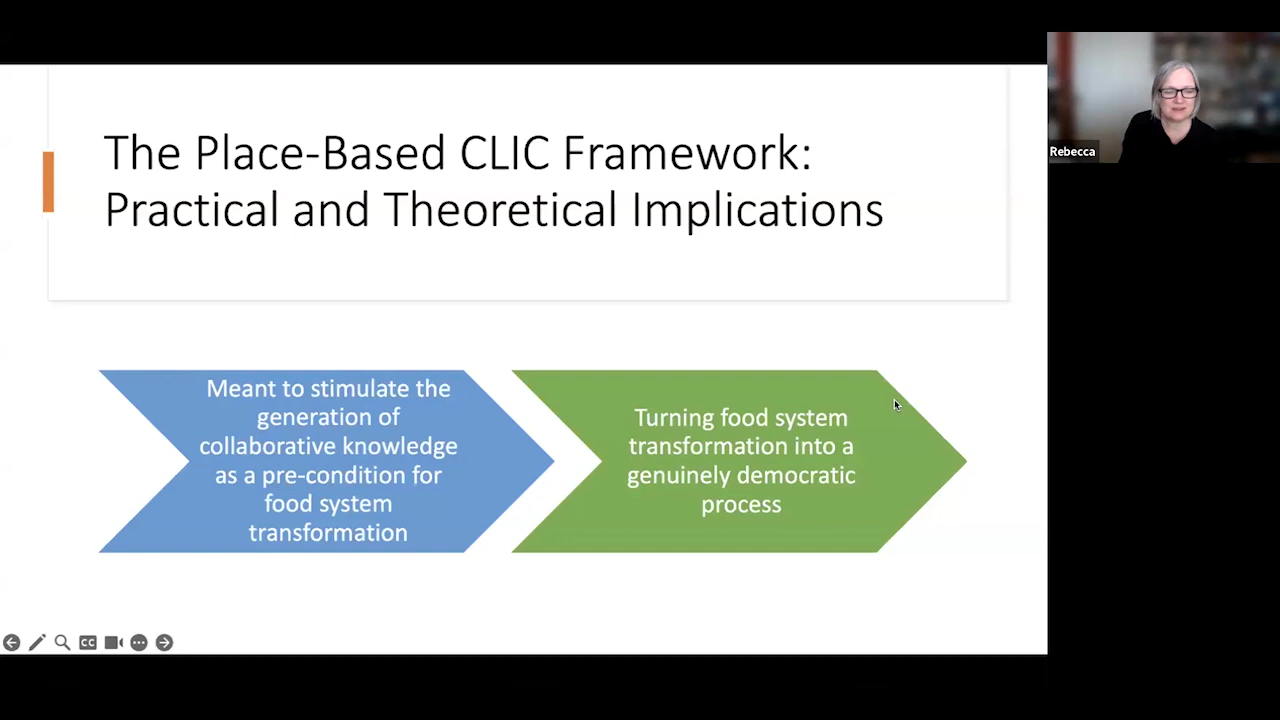 The Place-Based CLIC Framework:
Practical and Theoretical Implications
Rebecca
Meant to stimulate the
generation of
collaborative knowledge
as a pre-condition for
food system
transformation
Turning food system
transformation into a
genuinely democratic
process
CC